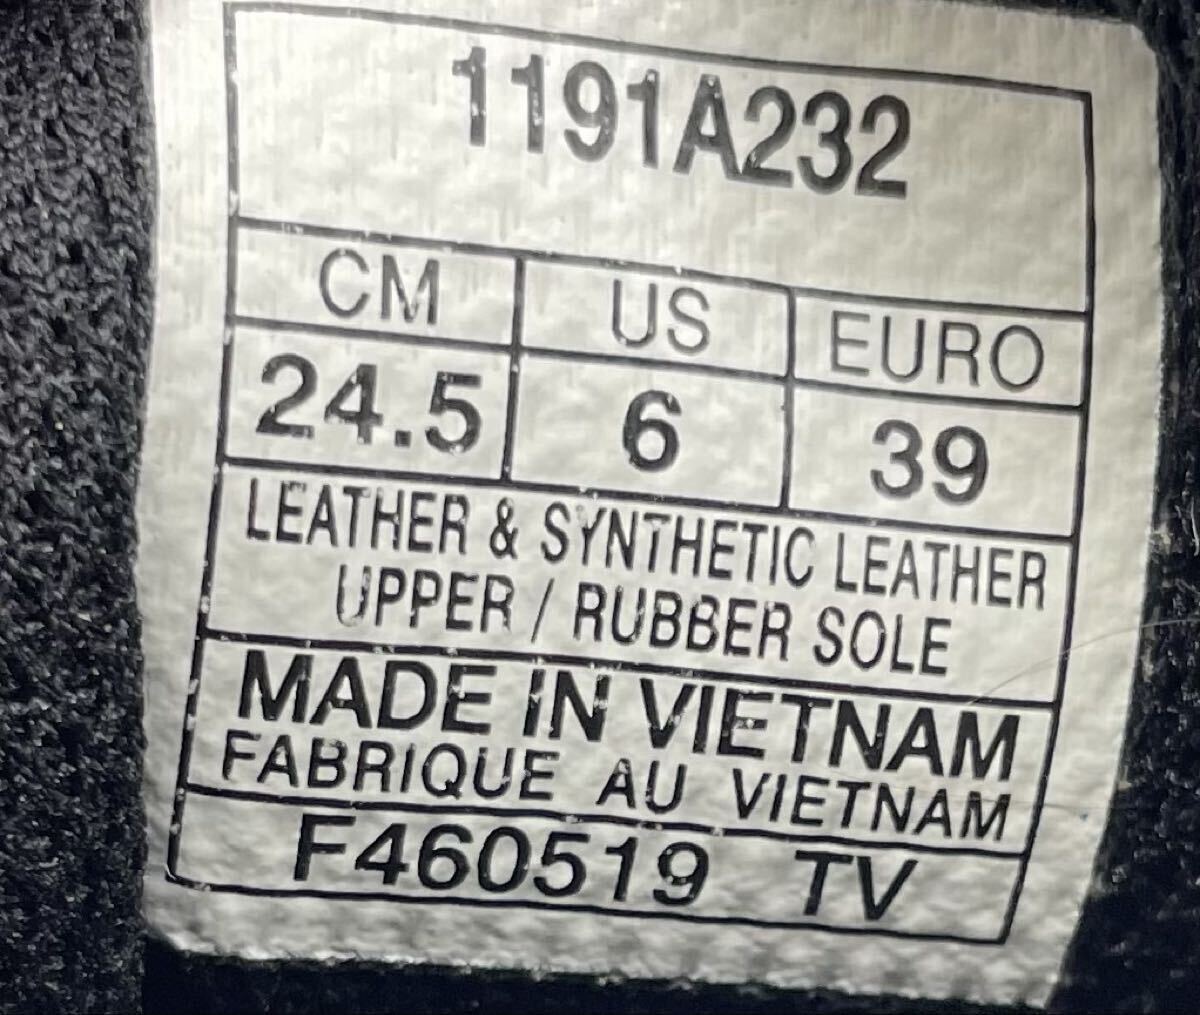 1191A232
CM US EURO
24.5 6 39
LEATHER & SYNTHETIC LEATHER
UPPER / RUBBER SOLE
MADE IN VIETNAM
FABRIQUE AU VIETNAM
F460519 TV